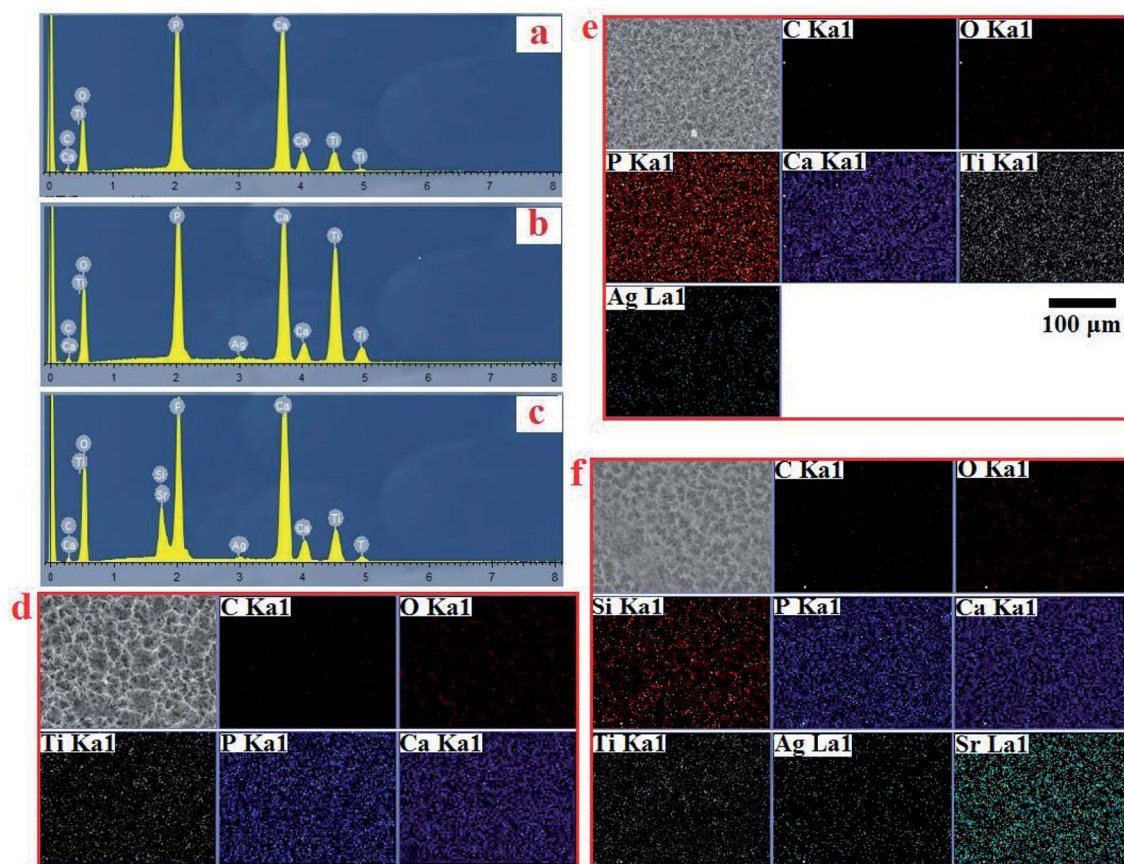 a
P
Ca
O
Ti
C
Ca
Ca
Ti
Ti
0 1 2 3 4 5 6 7 8
b
P
Ca
Ti
O
Ti
C
Ca
Ag
Ca
Ti
0 1 2 3 4 5 6 7 8
c
P
Ca
O
Ti
Si
Sr
C
Ca
Ag
Ca
Ti
T
0 1 2 3 4 5 6 7 8
d
C Ka1 O Ka1
Ti Ka1 P Ka1 Ca Ka1
e
C Ka1 O Ka1
P Ka1 Ca Ka1 Ti Ka1
Ag La1
100 µm
f
C Ka1 O Ka1
Si Ka1 P Ka1 Ca Ka1
Ti Ka1 Ag La1 Sr La1